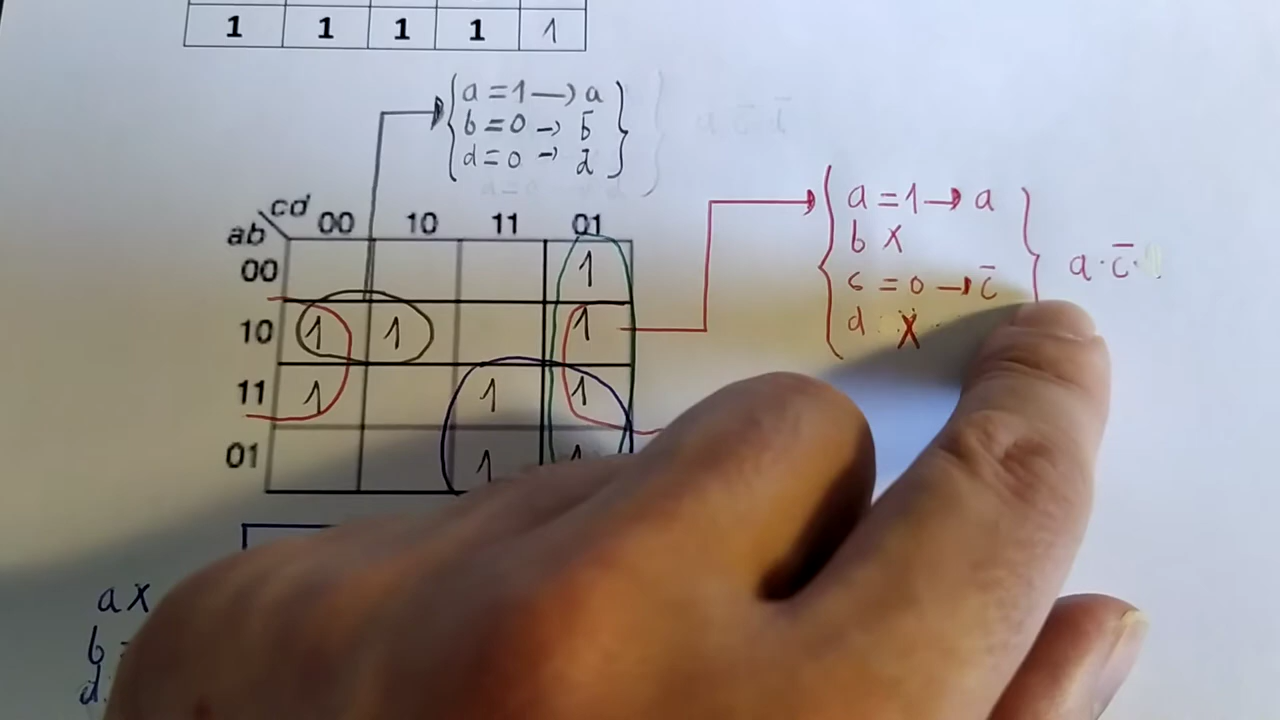 1 1 1 1 1
a = 1 → a
b = 0 → b̄
d = 0 → d̄
cd
ab
00 10 11 01
00 1
10 1 1 1
11 1 1 1
01 1 1
a = 1 → a
b X
c = 0 → c̄
d X
a · c̄ ·
a X
b =
d